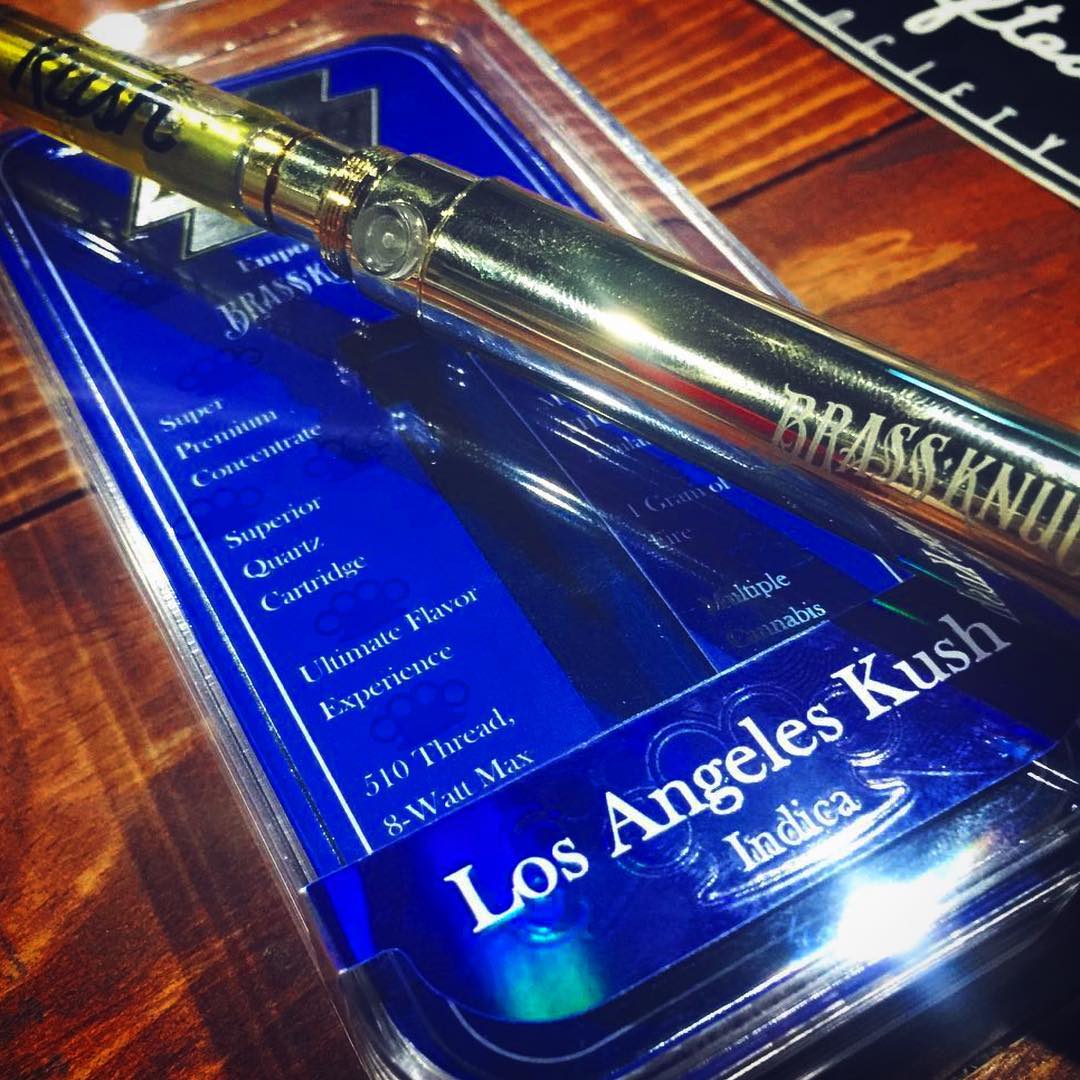 Kush
BRASS KNU
BRASS K
Super
Premium
Concentrate
Superior
Quartz
Cartridge
Ultimate Flavor
Experience
510 Thread,
8-Watt Max
1 Gram of
Multiple
Cannabis
Los Angeles Kush
Indica